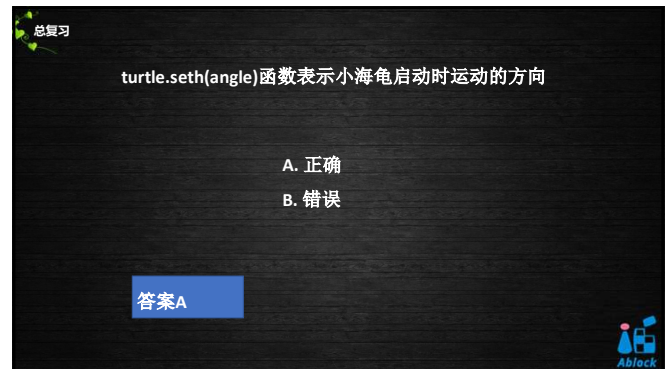 总复习
turtle.seth(angle)函数表示小海龟启动时运动的方向
A. 正确
B. 错误
答案A
Ablock